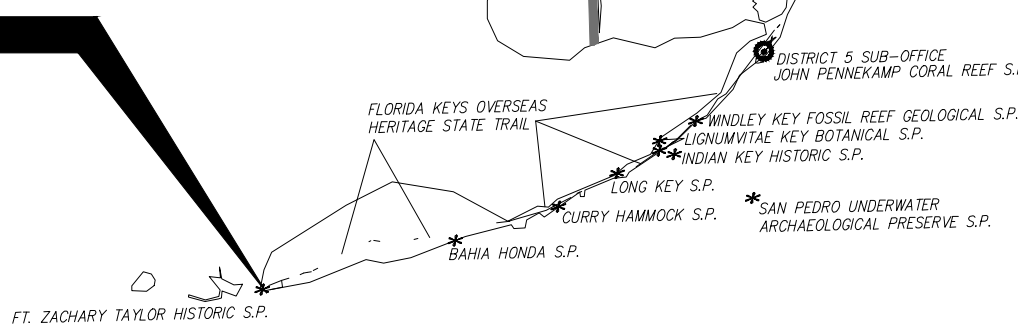 DISTRICT 5 SUB-OFFICE
JOHN PENNEKAMP CORAL REEF S.
FLORIDA KEYS OVERSEAS
HERITAGE STATE TRAIL
WINDLEY KEY FOSSIL REEF GEOLOGICAL S.P.
LIGNUMVITAE KEY BOTANICAL S.P.
INDIAN KEY HISTORIC S.P.
LONG KEY S.P.
SAN PEDRO UNDERWATER
ARCHAEOLOGICAL PRESERVE S.P.
CURRY HAMMOCK S.P.
BAHIA HONDA S.P.
FT. ZACHARY TAYLOR HISTORIC S.P.